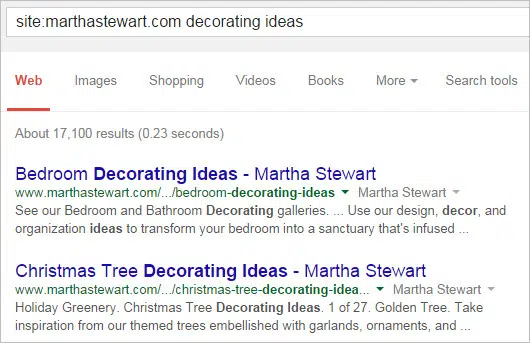 site:marthastewart.com decorating ideas
Web Images Shopping Videos Books More Search tools
About 17,100 results (0.23 seconds)
Bedroom Decorating Ideas - Martha Stewart
www.marthastewart.com/.../bedroom-decorating-ideas Martha Stewart
See our Bedroom and Bathroom Decorating galleries. ... Use our design, decor, and
organization ideas to transform your bedroom into a sanctuary that's infused ...
Christmas Tree Decorating Ideas - Martha Stewart
www.marthastewart.com/.../christmas-tree-decorating-idea... Martha Stewart
Holiday Greenery. Christmas Tree Decorating Ideas. 1 of 27. Golden Tree. Take
inspiration from our themed trees embellished with garlands, ornaments, and ...